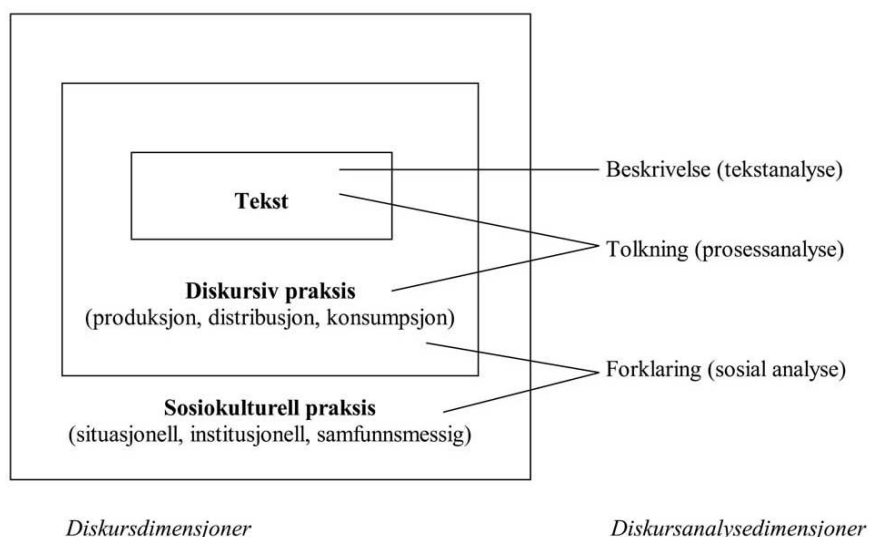 Beskrivelse (tekstanalyse)
Tekst
Tolkning (prosessanalyse)
Diskursiv praksis
(produksjon, distribusjon, konsumpsjon)
Forklaring (sosial analyse)
Sosiokulturell praksis
(situasjonell, institusjonell, samfunnsmessig)
Diskursdimensjoner
Diskursanalysedimensjoner